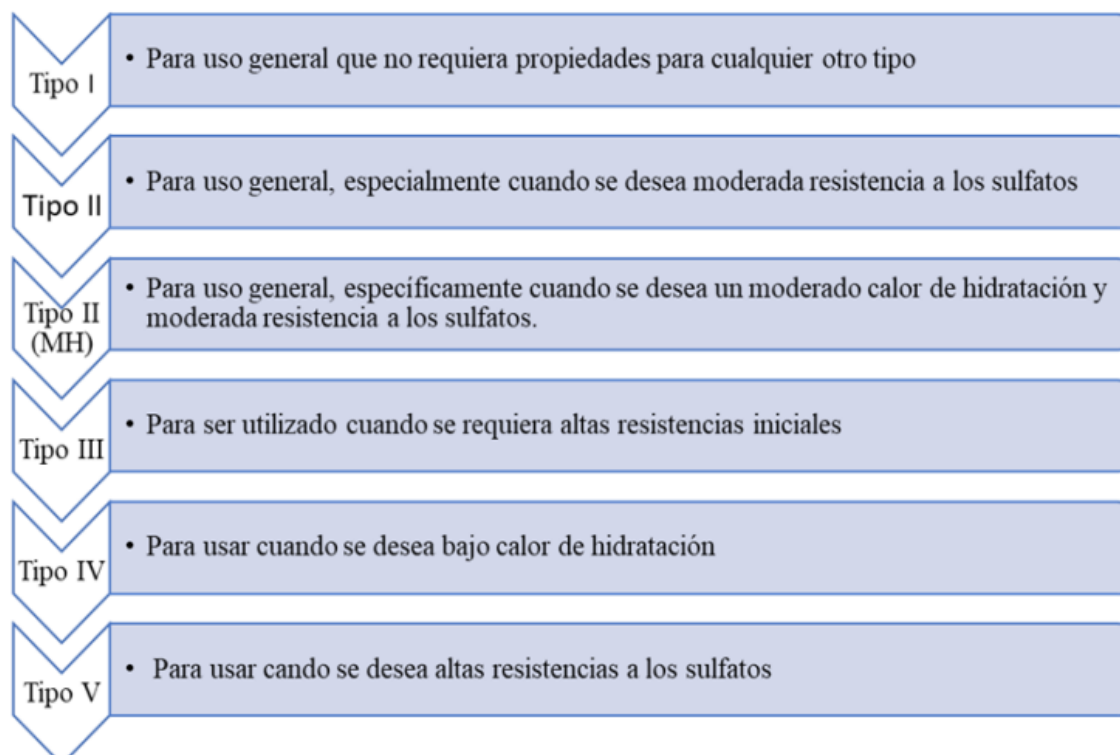 Tipo I
• Para uso general que no requiera propiedades para cualquier otro tipo
Tipo II
• Para uso general, especialmente cuando se desea moderada resistencia a los sulfatos
Tipo II
(MH)
• Para uso general, específicamente cuando se desea un moderado calor de hidratación y
moderada resistencia a los sulfatos.
Tipo III
• Para ser utilizado cuando se requiera altas resistencias iniciales
Tipo IV
• Para usar cuando se desea bajo calor de hidratación
Tipo V
• Para usar cando se desea altas resistencias a los sulfatos